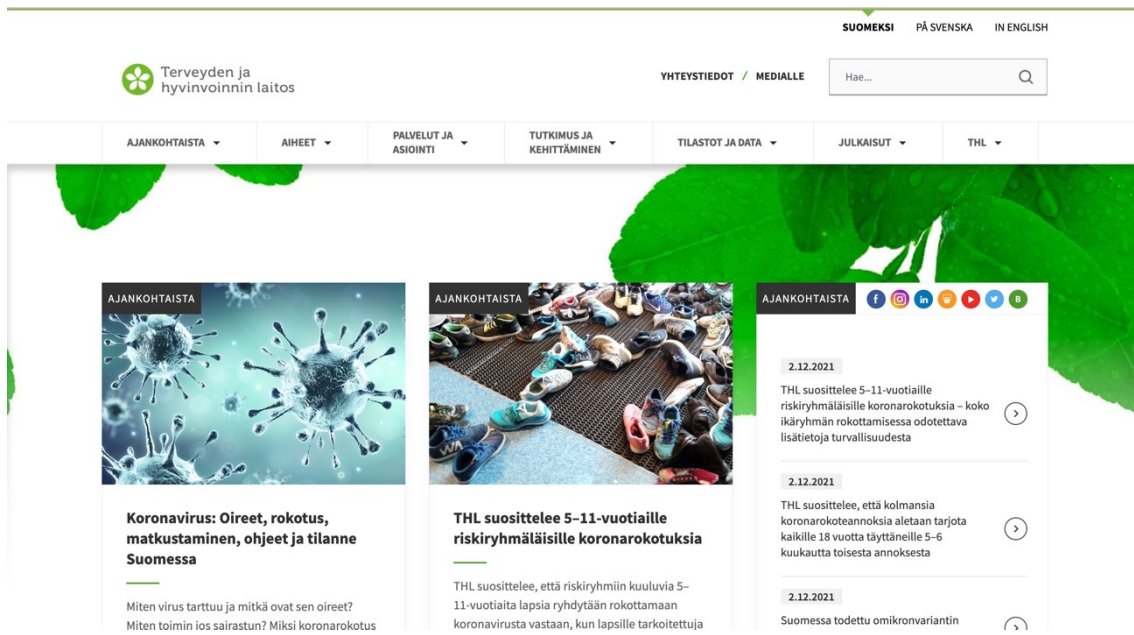 SUOMEKSI PÅ SVENSKA IN ENGLISH
Terveyden ja
hyvinvoinnin laitos
YHTEYSTIEDOT / MEDIALLE
Hae...
AJANKOHTAISTA
AIHEET
PALVELUT JA
ASIOINTI
TUTKIMUS JA
KEHITTÄMINEN
TILASTOT JA DATA
JULKAISUT
THL
AJANKOHTAISTA
Koronavirus: Oireet, rokotus,
matkustaminen, ohjeet ja tilanne
Suomessa
Miten virus tarttuu ja mitkä ovat sen oireet?
Miten toimin jos sairastun? Miksi koronarokotus
AJANKOHTAISTA
THL suosittelee 5–11-vuotiaille
riskiryhmäläisille koronarokotuksia
THL suosittelee, että riskiryhmiin kuuluvia 5–
11-vuotiaita lapsia ryhdytään rokottamaan
koronavirusta vastaan, kun lapsille tarkoitettuja
AJANKOHTAISTA
2.12.2021
THL suosittelee 5–11-vuotiaille
riskiryhmäläisille koronarokotuksia – koko
ikäryhmän rokottamisessa odotettava
lisätietoja turvallisuudesta
2.12.2021
THL suosittelee, että kolmansia
koronarokoteannoksia aletaan tarjota
kaikille 18 vuotta täyttäneille 5–6
kuukautta toisesta annoksesta
2.12.2021
Suomessa todettu omikronvariantin